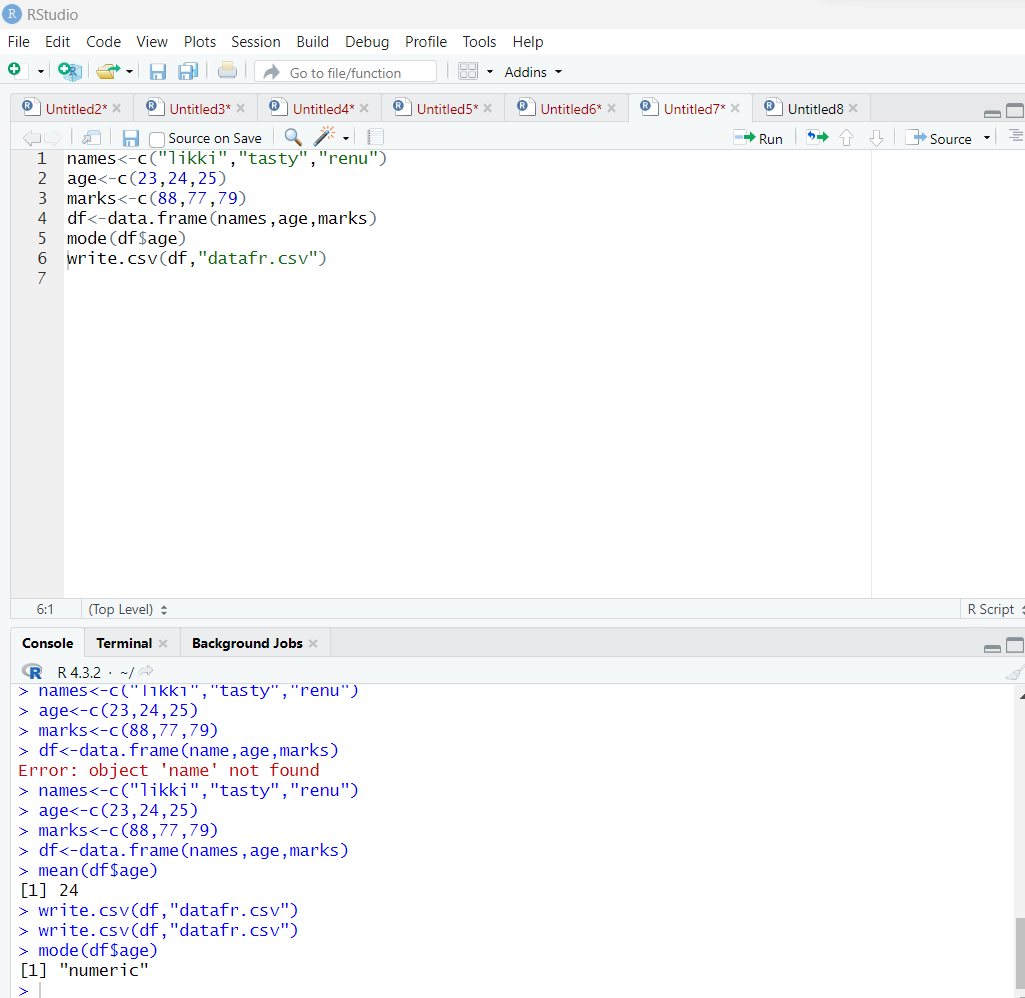 RStudio
File Edit Code View Plots Session Build Debug Profile Tools Help
Go to file/function Addins
Untitled2* Untitled3* Untitled4* Untitled5* Untitled6* Untitled7* Untitled8
Source on Save Run Source
1 names<-c("likki","tasty","renu")
2 age<-c(23,24,25)
3 marks<-c(88,77,79)
4 df<-data.frame(names,age,marks)
5 mode(df$age)
6 write.csv(df,"datafr.csv")
7
6:1 (Top Level) R Script
Console Terminal Background Jobs
R 4.3.2 · ~/
> names<-c("likki","tasty","renu")
> age<-c(23,24,25)
> marks<-c(88,77,79)
> df<-data.frame(name,age,marks)
Error: object 'name' not found
> names<-c("likki","tasty","renu")
> age<-c(23,24,25)
> marks<-c(88,77,79)
> df<-data.frame(names,age,marks)
> mean(df$age)
[1] 24
> write.csv(df,"datafr.csv")
> write.csv(df,"datafr.csv")
> mode(df$age)
[1] "numeric"
>